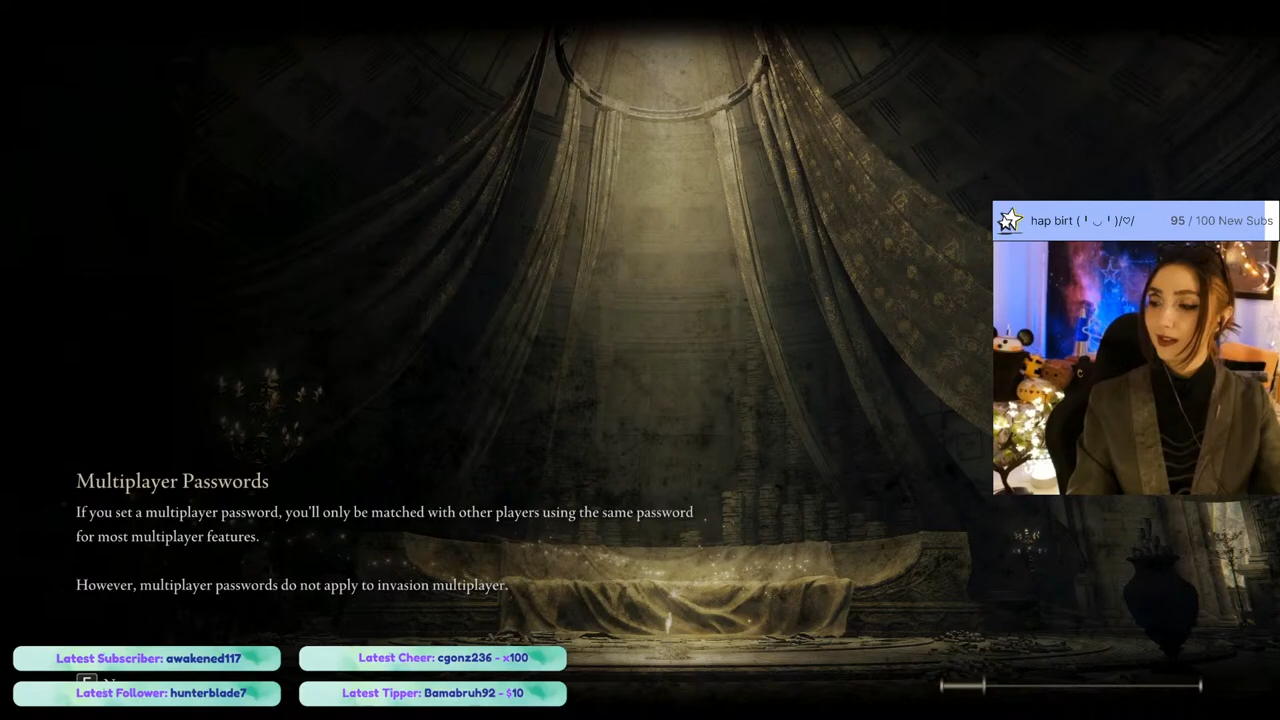 hap birt ( ╹ ◡ ╹ )/♡/ 95 / 100 New Subs
Multiplayer Passwords
If you set a multiplayer password, you'll only be matched with other players using the same password
for most multiplayer features.
However, multiplayer passwords do not apply to invasion multiplayer.
Latest Subscriber: awakened117
Latest Cheer: cgonz236 - x100
Latest Follower: hunterblade7
Latest Tipper: Bamabruh92 - $10